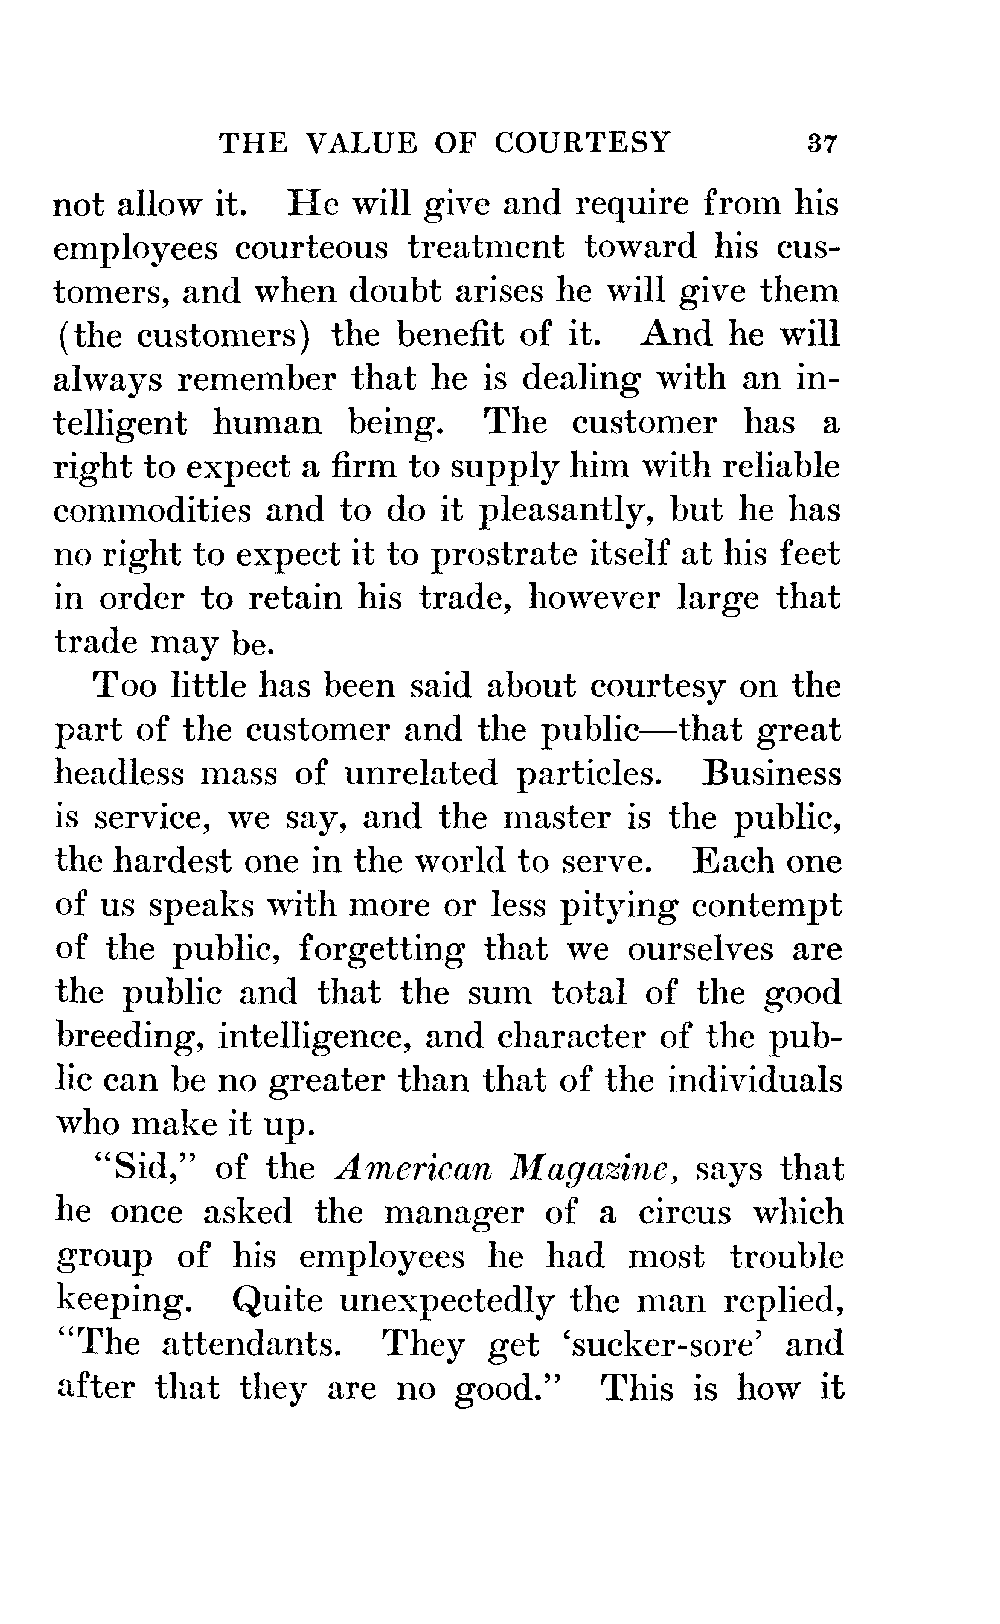 THE VALUE OF COURTESY 37
not allow it. He will give and require from his
employees courteous treatment toward his cus-
tomers, and when doubt arises he will give them
(the customers) the benefit of it. And he will
always remember that he is dealing with an in-
telligent human being. The customer has a
right to expect a firm to supply him with reliable
commodities and to do it pleasantly, but he has
no right to expect it to prostrate itself at his feet
in order to retain his trade, however large that
trade may be.
Too little has been said about courtesy on the
part of the customer and the public—that great
headless mass of unrelated particles. Business
is service, we say, and the master is the public,
the hardest one in the world to serve. Each one
of us speaks with more or less pitying contempt
of the public, forgetting that we ourselves are
the public and that the sum total of the good
breeding, intelligence, and character of the pub-
lic can be no greater than that of the individuals
who make it up.
“Sid,” of the American Magazine, says that
he once asked the manager of a circus which
group of his employees he had most trouble
keeping. Quite unexpectedly the man replied,
“The attendants. They get ‘sucker-sore’ and
after that they are no good.” This is how it